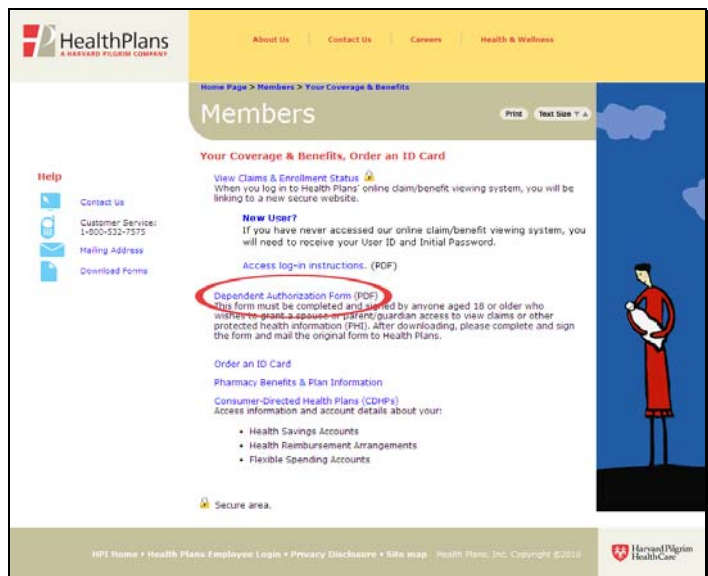 HealthPlans
A HARVARD PILGRIM COMPANY
About Us | Contact Us | Careers | Health & Wellness
Home Page > Members > Your Coverage & Benefits
Members
Print Text Size
Your Coverage & Benefits, Order an ID Card
Help
Contact Us
Customer Service:
1-800-532-7575
Mailing Address
Download Forms
View Claims & Enrollment Status
When you log in to Health Plans' online claim/benefit viewing system, you will be
linking to a new secure website.
New User?
If you have never accessed our online claim/benefit viewing system, you
will need to receive your User ID and Initial Password.
Access log-in instructions. (PDF)
Dependent Authorization Form (PDF)
This form must be completed and signed by anyone aged 18 or older who
wishes to grant a spouse or parent/guardian access to view claims or other
protected health information (PHI). After downloading, please complete and sign
the form and mail the original form to Health Plans.
Order an ID Card
Pharmacy Benefits & Plan Information
Consumer-Directed Health Plans (CDHPs)
Access information and account details about your:
• Health Savings Accounts
• Health Reimbursement Arrangements
• Flexible Spending Accounts
Secure area.
HPI Home • Health Plans Employee Login • Privacy Disclosure • Site map Health Plans, Inc. Copyright ©2010
Harvard Pilgrim
HealthCare